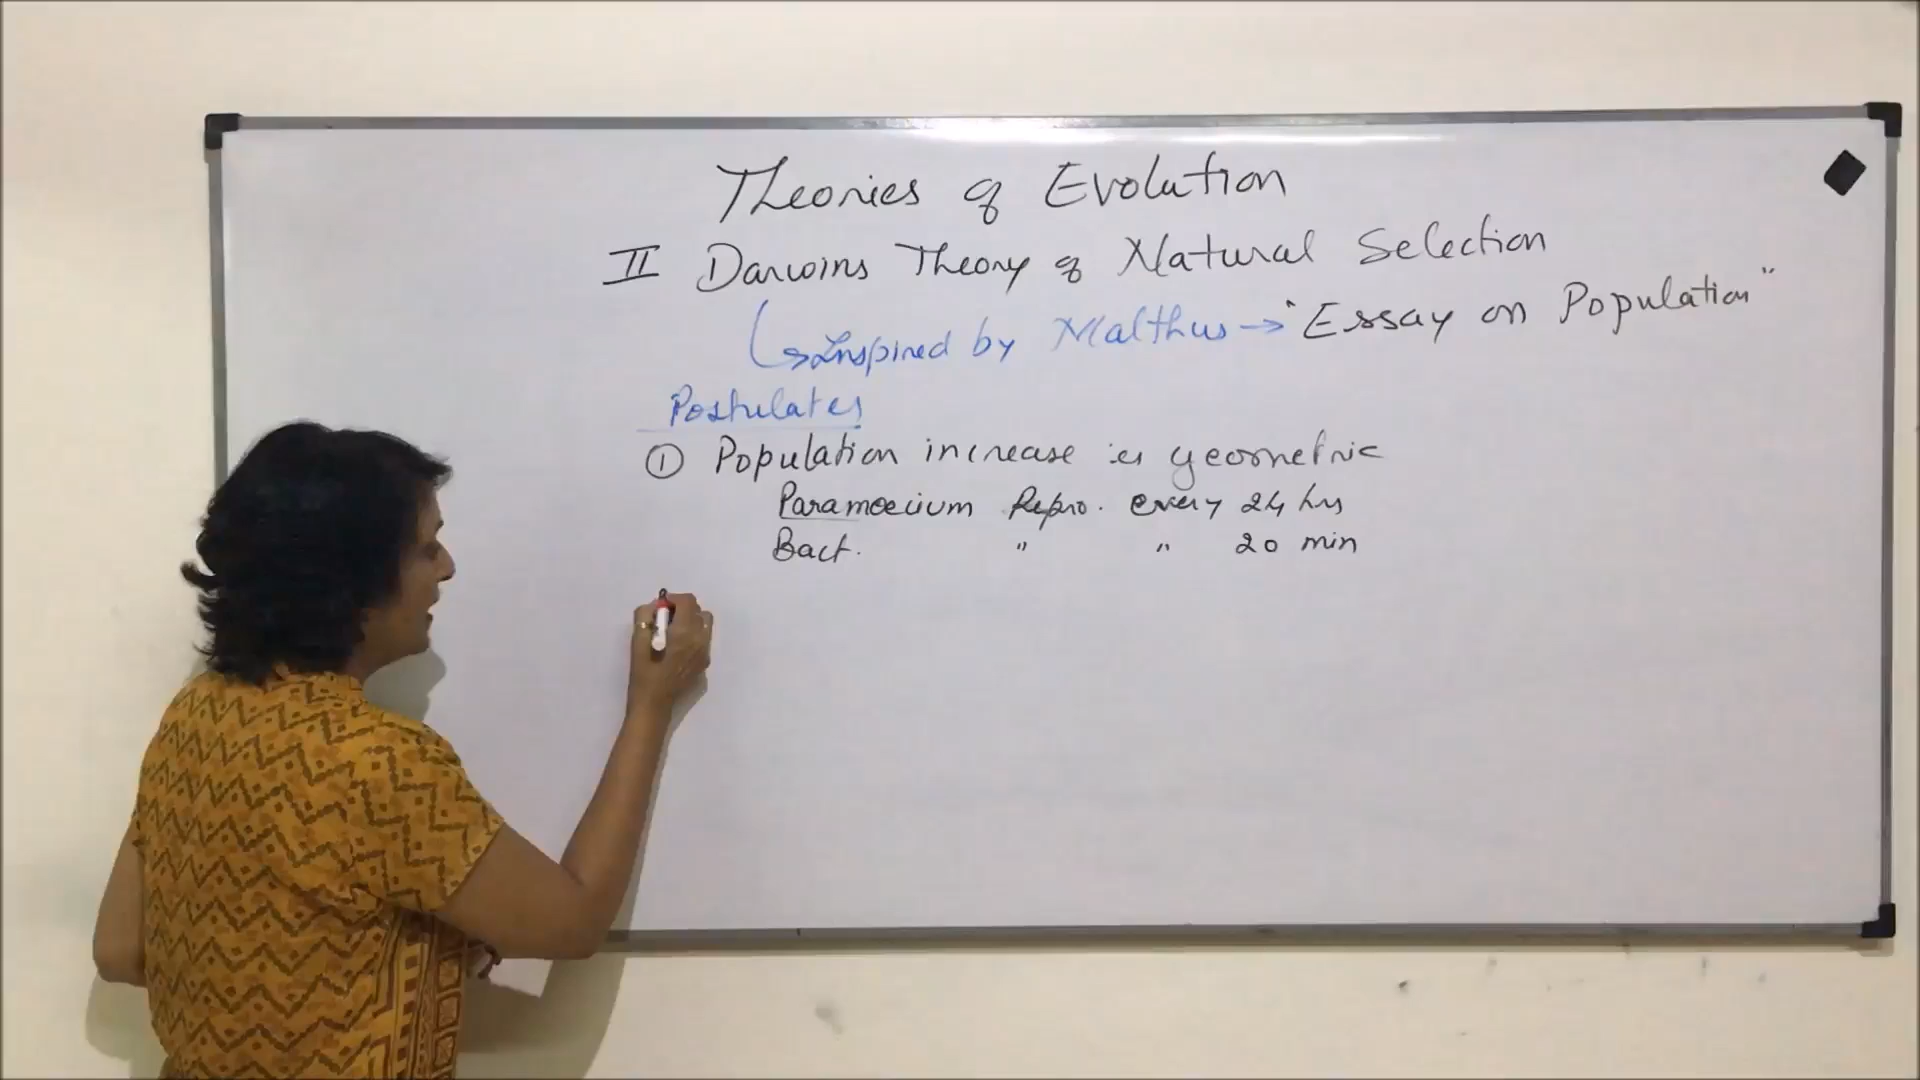 Theories of Evolution
II Darwins Theory of Natural Selection
Inspired by Malthus → "Essay on Population"
Postulates
① Population increase is geometric
Paramoecium Repro. every 24 hrs
Bact. " " 20 min